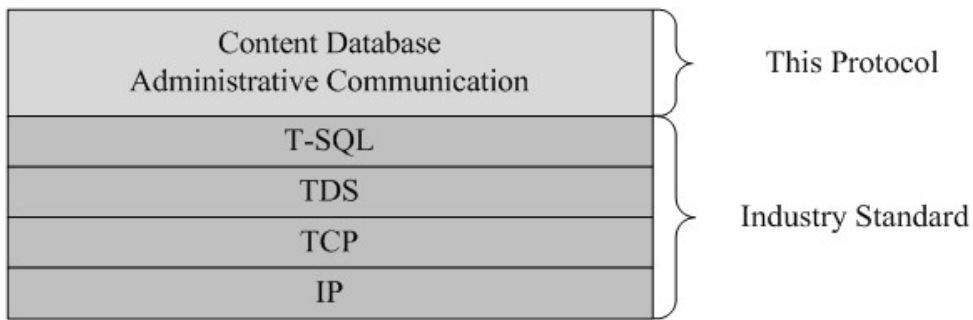 Content Database
Administrative Communication
This Protocol
T-SQL
TDS
TCP
IP
Industry Standard